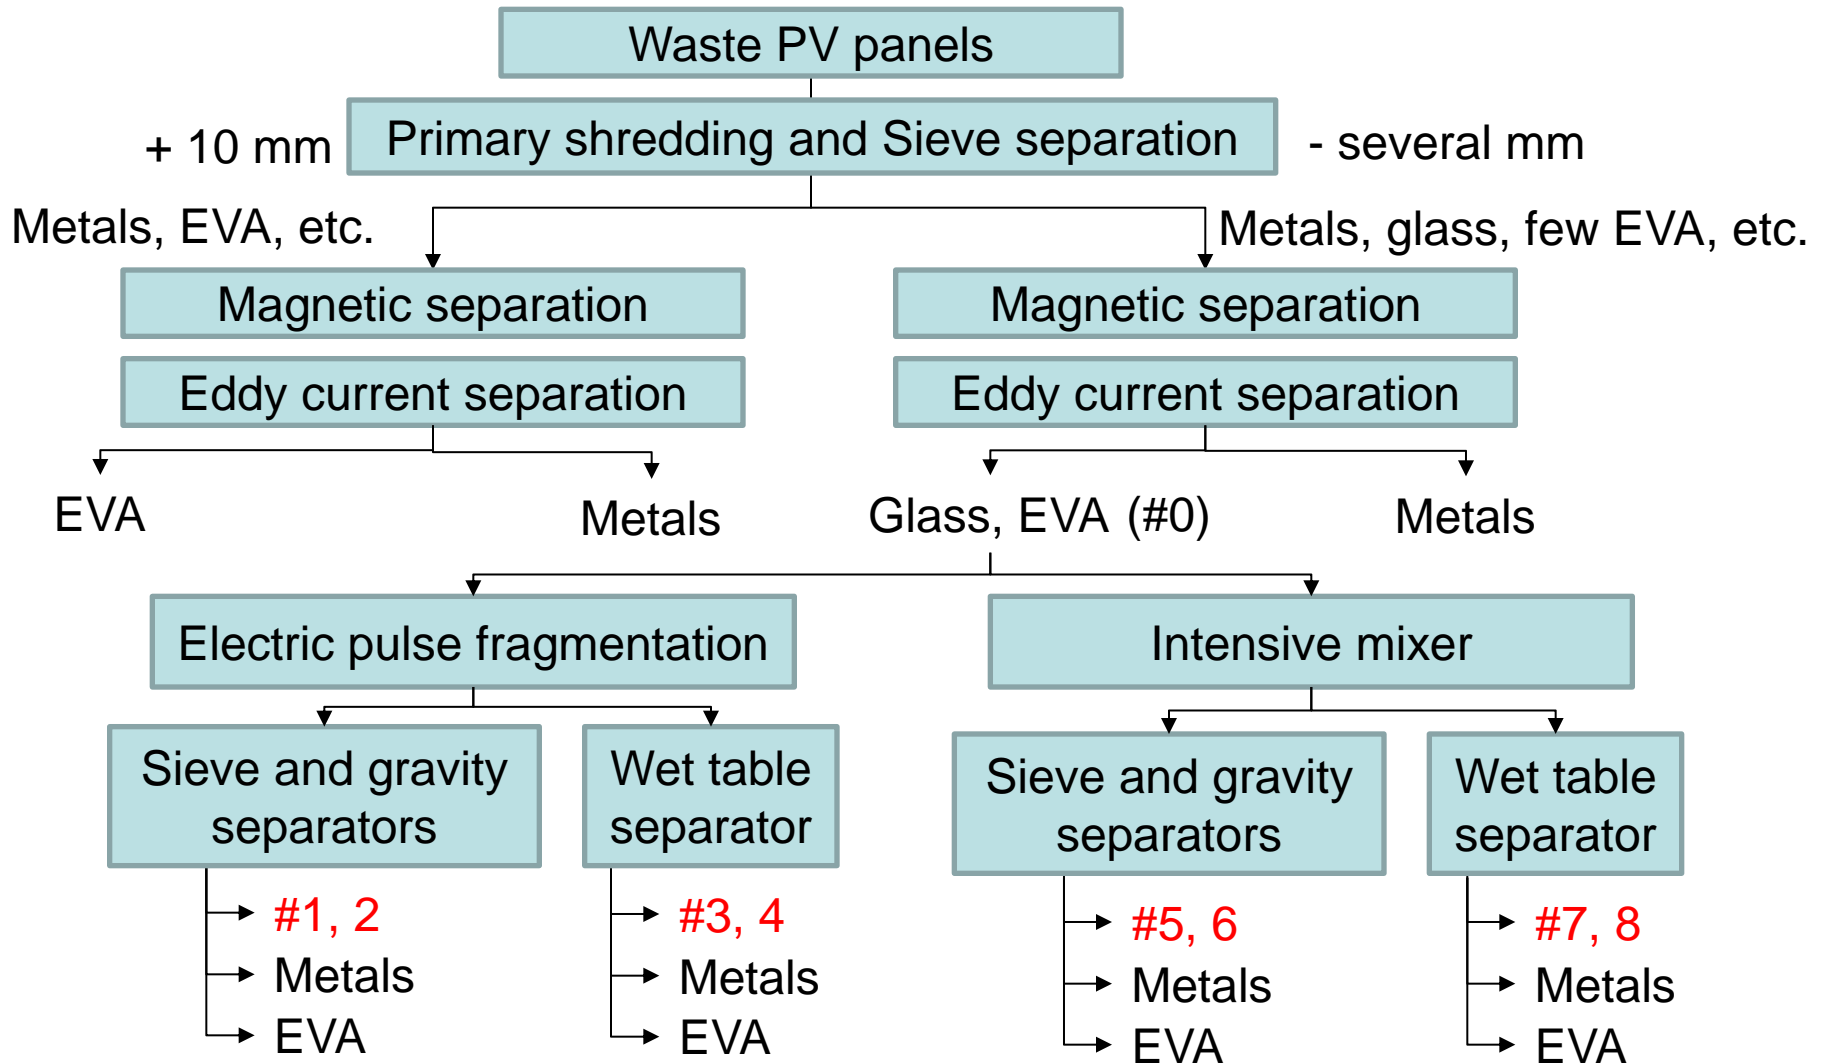 Waste PV panels
+ 10 mm
Primary shredding and Sieve separation
- several mm
Metals, EVA, etc.
Metals, glass, few EVA, etc.
Magnetic separation
Magnetic separation
Eddy current separation
Eddy current separation
EVA
Metals
Glass, EVA (#0)
Metals
Electric pulse fragmentation
Intensive mixer
Sieve and gravity
separators
Wet table
separator
Sieve and gravity
separators
Wet table
separator
#1, 2
Metals
EVA
#3, 4
Metals
EVA
#5, 6
Metals
EVA
#7, 8
Metals
EVA